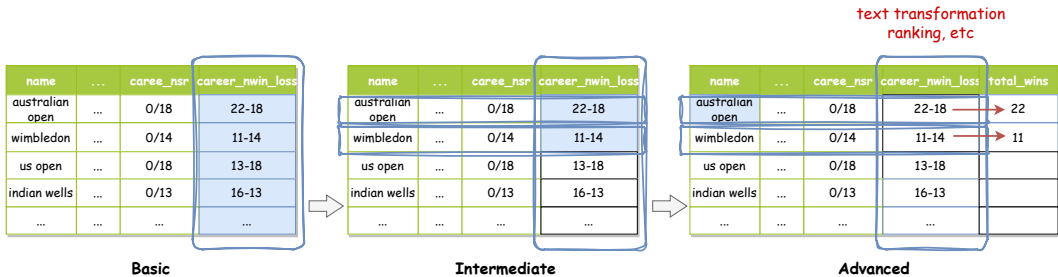 text transformation
ranking, etc
name ... caree_nsr career_nwin_loss
australian open ... 0/18 22-18
wimbledon ... 0/14 11-14
us open ... 0/18 13-18
indian wells ... 0/13 16-13
... ... ... ...
Basic
name ... caree_nsr career_nwin_loss
australian open ... 0/18 22-18
wimbledon ... 0/14 11-14
us open ... 0/18 13-18
indian wells ... 0/13 16-13
... ... ... ...
Intermediate
name ... caree_nsr career_nwin_loss total_wins
australian open ... 0/18 22-18 22
wimbledon ... 0/14 11-14 11
us open ... 0/18 13-18
indian wells ... 0/13 16-13
... ... ... ...
Advanced